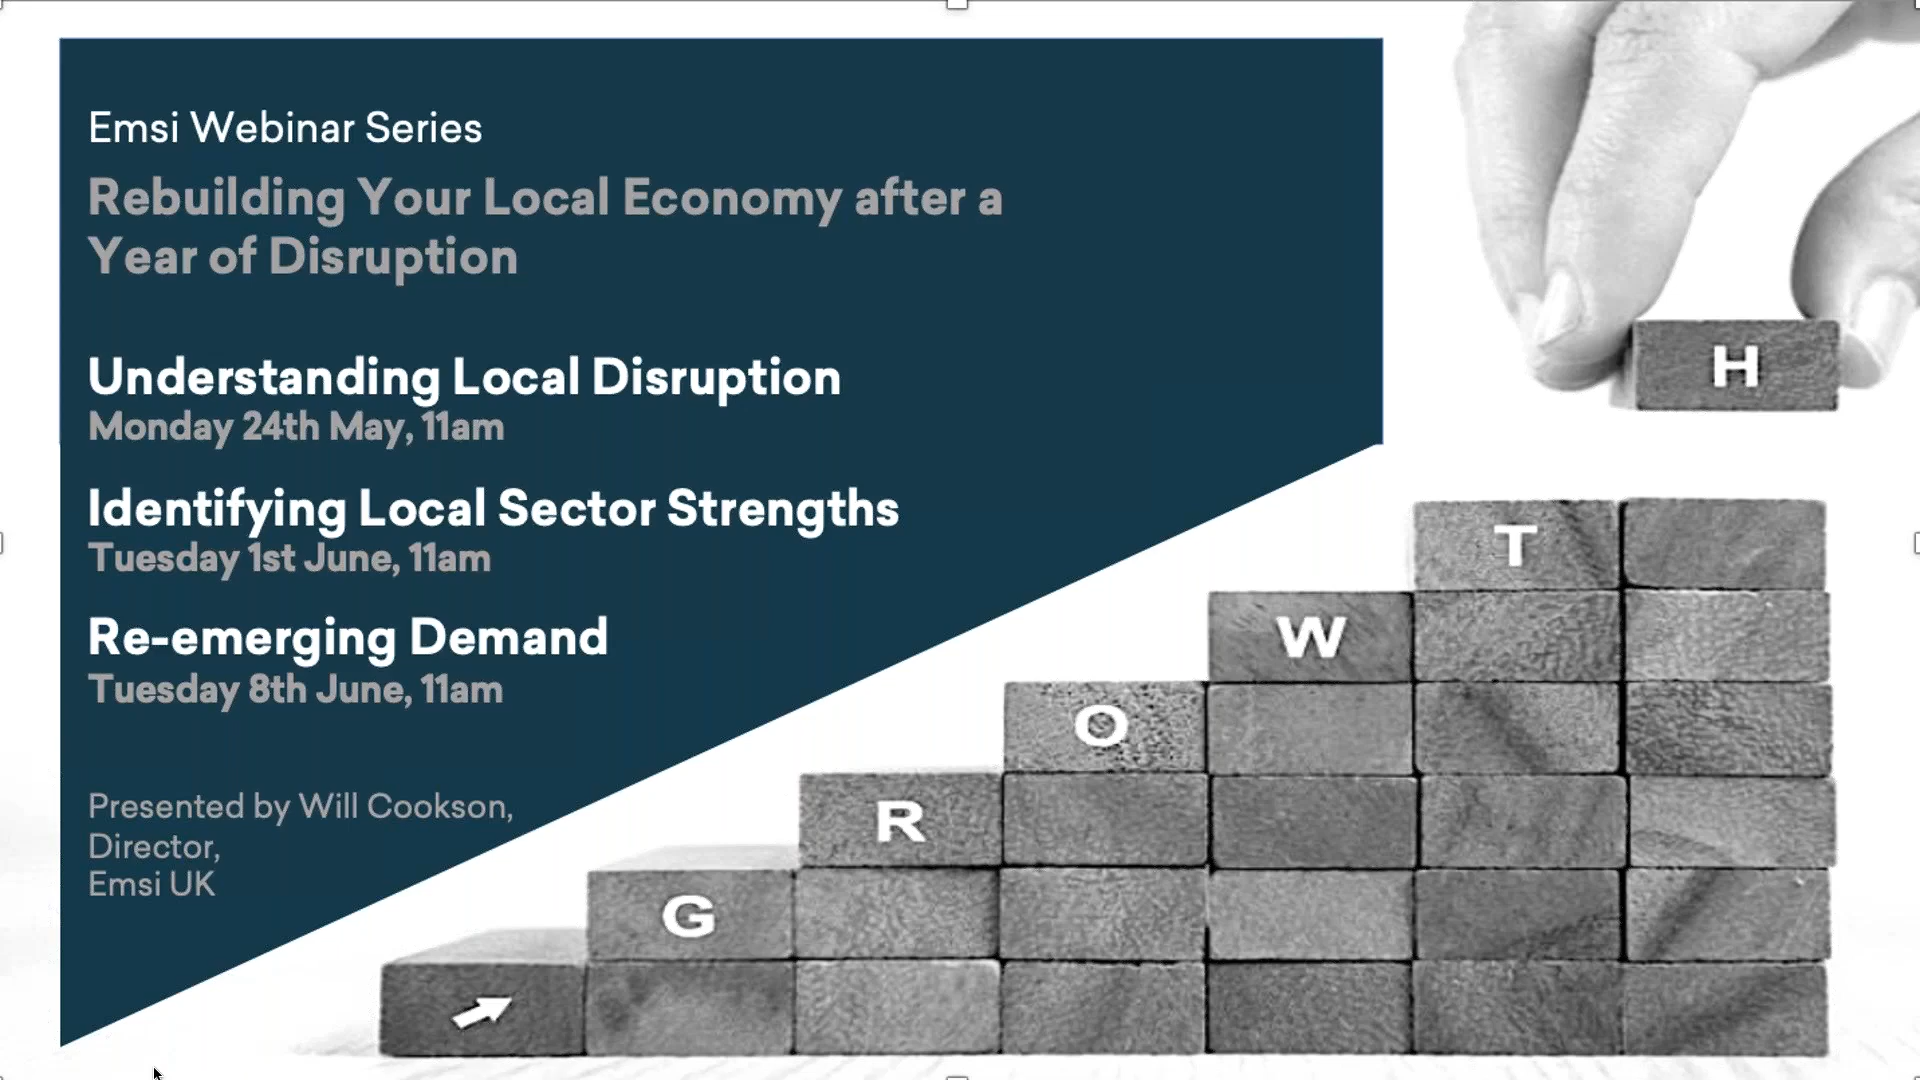 Emsi Webinar Series
Rebuilding Your Local Economy after a
Year of Disruption
Understanding Local Disruption
Monday 24th May, 11am
Identifying Local Sector Strengths
Tuesday 1st June, 11am
Re-emerging Demand
Tuesday 8th June, 11am
Presented by Will Cookson,
Director,
Emsi UK
G
R
O
W
T
H